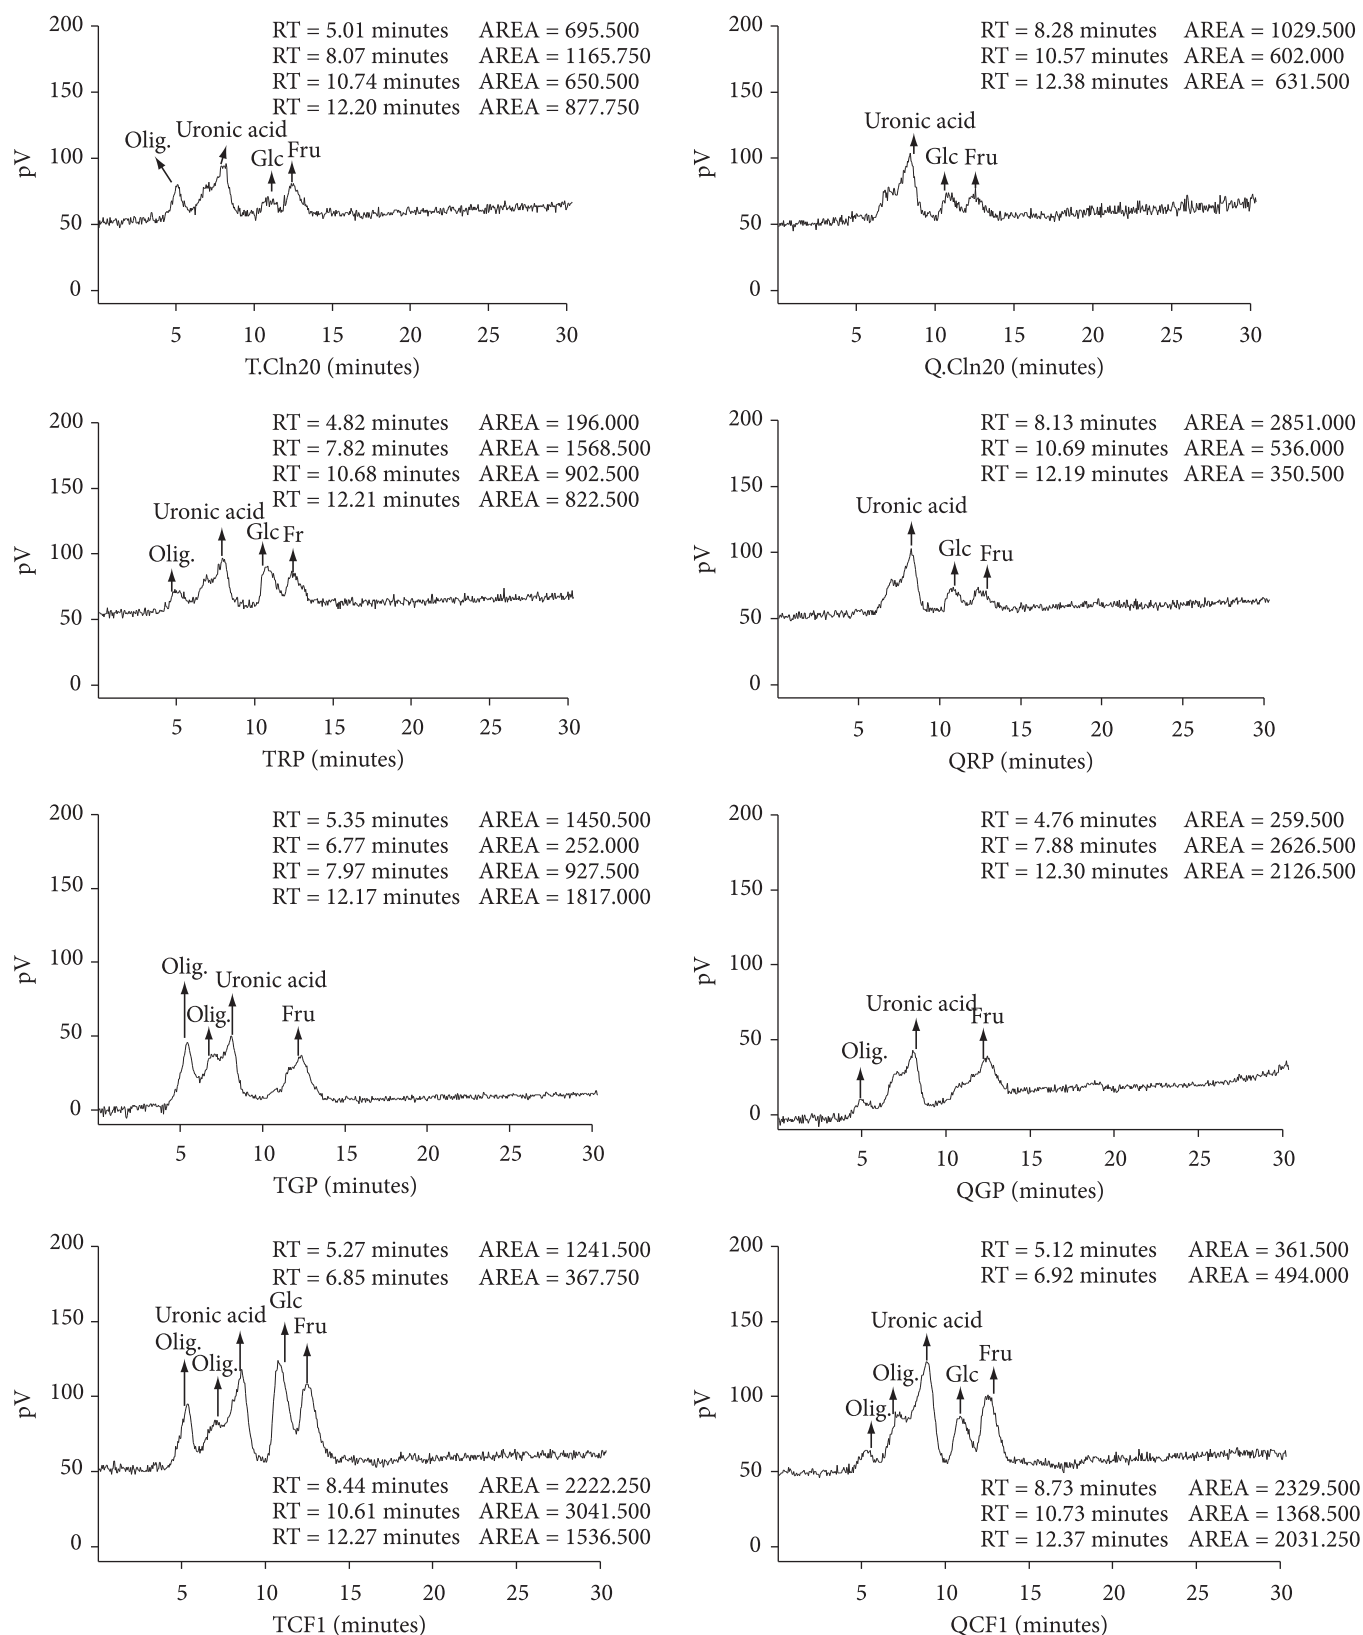 200
150
100
50
0
pV
RT = 5.01 minutes AREA = 695.500
RT = 8.07 minutes AREA = 1165.750
RT = 10.74 minutes AREA = 650.500
RT = 12.20 minutes AREA = 877.750
Olig.
Uronic acid
Glc
Fru
5 10 15 20 25 30
T.Cln20 (minutes)
200
150
100
50
0
pV
RT = 8.28 minutes AREA = 1029.500
RT = 10.57 minutes AREA = 602.000
RT = 12.38 minutes AREA = 631.500
Uronic acid
Glc
Fru
5 10 15 20 25 30
Q.Cln20 (minutes)
200
150
100
50
0
pV
RT = 4.82 minutes AREA = 196.000
RT = 7.82 minutes AREA = 1568.500
RT = 10.68 minutes AREA = 902.500
RT = 12.21 minutes AREA = 822.500
Uronic acid
Glc
Fr
Olig.
5 10 15 20 25 30
TRP (minutes)
200
150
100
50
0
pV
RT = 8.13 minutes AREA = 2851.000
RT = 10.69 minutes AREA = 536.000
RT = 12.19 minutes AREA = 350.500
Uronic acid
Glc
Fru
5 10 15 20 25 30
QRP (minutes)
200
150
100
50
0
pV
RT = 5.35 minutes AREA = 1450.500
RT = 6.77 minutes AREA = 252.000
RT = 7.97 minutes AREA = 927.500
RT = 12.17 minutes AREA = 1817.000
Olig.
Uronic acid
Olig.
Fru
5 10 15 20 25 30
TGP (minutes)
200
150
100
50
0
pV
RT = 4.76 minutes AREA = 259.500
RT = 7.88 minutes AREA = 2626.500
RT = 12.30 minutes AREA = 2126.500
Uronic acid
Fru
Olig.
5 10 15 20 25 30
QGP (minutes)
200
150
100
50
0
pV
RT = 5.27 minutes AREA = 1241.500
RT = 6.85 minutes AREA = 367.750
Glc
Uronic acid
Fru
Olig.
Olig.
RT = 8.44 minutes AREA = 2222.250
RT = 10.61 minutes AREA = 3041.500
RT = 12.27 minutes AREA = 1536.500
5 10 15 20 25 30
TCF1 (minutes)
200
150
100
50
0
pV
RT = 5.12 minutes AREA = 361.500
RT = 6.92 minutes AREA = 494.000
Uronic acid
Fru
Olig.
Glc
Olig.
RT = 8.73 minutes AREA = 2329.500
RT = 10.73 minutes AREA = 1368.500
RT = 12.37 minutes AREA = 2031.250
5 10 15 20 25 30
QCF1 (minutes)